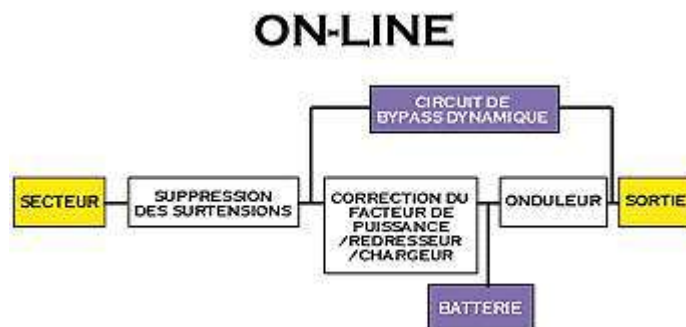 ON-LINE
CIRCUIT DE
BYPASS DYNAMIQUE
SECTEUR
SUPPRESSION
DES SURTENSIONS
CORRECTION DU
FACTEUR DE
PUISSANCE
/REDRESSEUR
/CHARGEUR
ONDULEUR
SORTIE
BATTERIE